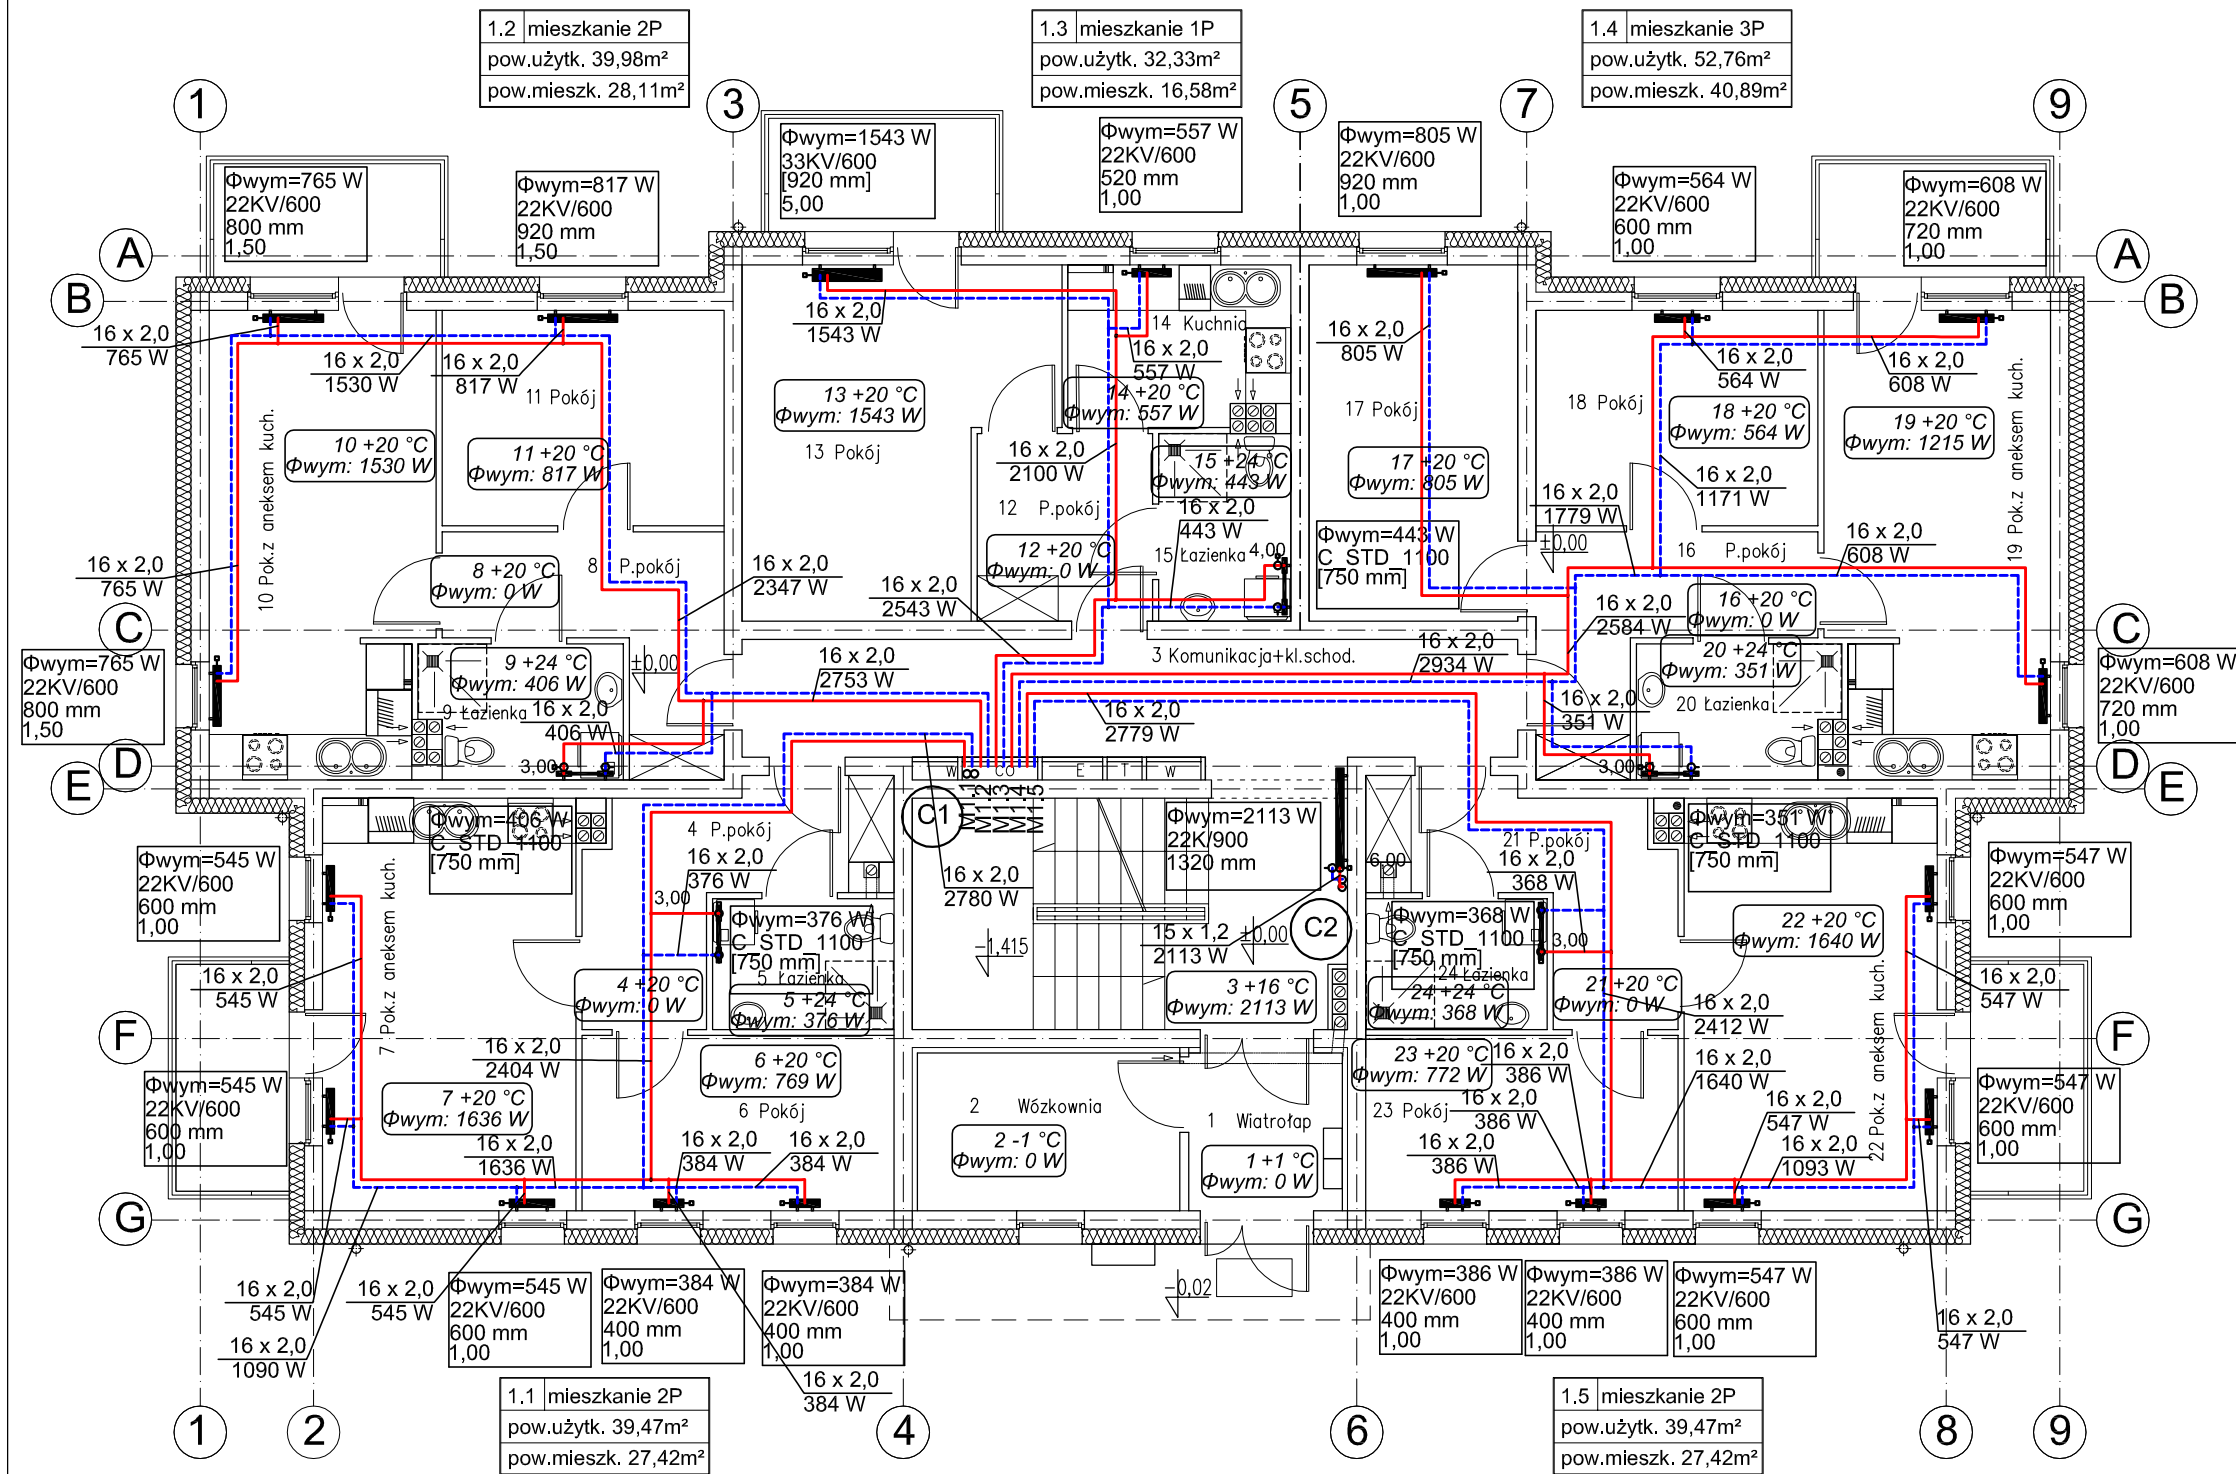 1.2 mieszkanie 2P
pow.użytk. 39,98m²
pow.mieszk. 28,11m²
1.3 mieszkanie 1P
pow.użytk. 32,33m²
pow.mieszk. 16,58m²
1.4 mieszkanie 3P
pow.użytk. 52,76m²
pow.mieszk. 40,89m²
1
3
5
7
9
Φwym=765 W
22KV/600
800 mm
1,50
Φwym=817 W
22KV/600
920 mm
1,50
Φwym=1543 W
33KV/600
[920 mm]
5,00
Φwym=557 W
22KV/600
520 mm
1,00
Φwym=805 W
22KV/600
920 mm
1,00
Φwym=564 W
22KV/600
600 mm
1,00
Φwym=608 W
22KV/600
720 mm
1,00
A
A
B
B
16 x 2,0
765 W
16 x 2,0
1530 W
16 x 2,0
817 W
16 x 2,0
1543 W
14 Kuchnia
16 x 2,0
557 W
16 x 2,0
805 W
16 x 2,0
564 W
16 x 2,0
608 W
11 Pokój
13 +20 °C
Φwym: 1543 W
14 +20 °C
Φwym: 557 W
17 Pokój
18 Pokój
18 +20 °C
Φwym: 564 W
19 +20 °C
Φwym: 1215 W
19 Pok.z aneksem kuch.
10 Pok.z aneksem kuch.
10 +20 °C
Φwym: 1530 W
11 +20 °C
Φwym: 817 W
13 Pokój
16 x 2,0
2100 W
15 +24 °C
Φwym: 443 W
17 +20 °C
Φwym: 805 W
16 x 2,0
1171 W
16 x 2,0
1779 W
12 P.pokój
16 x 2,0
443 W
Φwym=443 W
C_STD_1100
[750 mm]
±0,00
16 P.pokój
16 x 2,0
608 W
16 x 2,0
765 W
8 +20 °C
Φwym: 0 W
8 P.pokój
16 x 2,0
2347 W
16 x 2,0
2543 W
12 +20 °C
Φwym: 0 W
15 Łazienka
4,00
16 x 2,0
2584 W
16 +20 °C
Φwym: 0 W
C
C
Φwym=765 W
22KV/600
800 mm
1,50
9 +24 °C
Φwym: 406 W
±0,00
16 x 2,0
2753 W
3 Komunikacja+kl.schod.
16 x 2,0
2934 W
20 +24 °C
Φwym: 351 W
Φwym=608 W
22KV/600
720 mm
1,00
9 Łazienka
16 x 2,0
406 W
16 x 2,0
2779 W
16 x 2,0
351 W
20 Łazienka
3,00
3,00
D
D
E
E
W
CO
E
T
W
C1
M1.1
M1.2
M1.3
M1.4
M1.5
Φwym=406 W
C_STD_1100
[750 mm]
4 P.pokój
16 x 2,0
376 W
16 x 2,0
2780 W
Φwym=2113 W
22K/900
1320 mm
6,00
21 P.pokój
16 x 2,0
368 W
Φwym=351 W
C_STD_1100
[750 mm]
Φwym=545 W
22KV/600
600 mm
1,00
Φwym=547 W
22KV/600
600 mm
1,00
7 Pok.z aneksem kuch.
3,00
Φwym=376 W
C_STD_1100
[750 mm]
5 Łazienka
-1,415
15 x 1,2
2113 W
±0,00
C2
Φwym=368 W
C_STD_1100
[750 mm]
3,00
24 Łazienka
22 +20 °C
Φwym: 1640 W
22 Pok.z aneksem kuch.
16 x 2,0
545 W
4 +20 °C
Φwym: 0 W
5 +24 °C
Φwym: 376 W
3 +16 °C
Φwym: 2113 W
24 +24 °C
Φwym: 368 W
21 +20 °C
Φwym: 0 W
16 x 2,0
2412 W
16 x 2,0
547 W
F
F
16 x 2,0
2404 W
6 +20 °C
Φwym: 769 W
23 +20 °C
Φwym: 772 W
16 x 2,0
386 W
16 x 2,0
1640 W
Φwym=545 W
22KV/600
600 mm
1,00
7 +20 °C
Φwym: 1636 W
6 Pokój
2 Wózkownia
1 Wiatrołap
23 Pokój
16 x 2,0
386 W
16 x 2,0
547 W
Φwym=547 W
22KV/600
600 mm
1,00
16 x 2,0
1636 W
16 x 2,0
384 W
16 x 2,0
384 W
2 -1 °C
Φwym: 0 W
1 +1 °C
Φwym: 0 W
16 x 2,0
386 W
16 x 2,0
1093 W
G
G
16 x 2,0
545 W
16 x 2,0
545 W
16 x 2,0
1090 W
Φwym=545 W
22KV/600
600 mm
1,00
Φwym=384 W
22KV/600
400 mm
1,00
Φwym=384 W
22KV/600
400 mm
1,00
-0,02
Φwym=386 W
22KV/600
400 mm
1,00
Φwym=386 W
22KV/600
400 mm
1,00
Φwym=547 W
22KV/600
600 mm
1,00
16 x 2,0
547 W
16 x 2,0
384 W
1.1 mieszkanie 2P
pow.użytk. 39,47m²
pow.mieszk. 27,42m²
1.5 mieszkanie 2P
pow.użytk. 39,47m²
pow.mieszk. 27,42m²
1
2
4
6
8
9